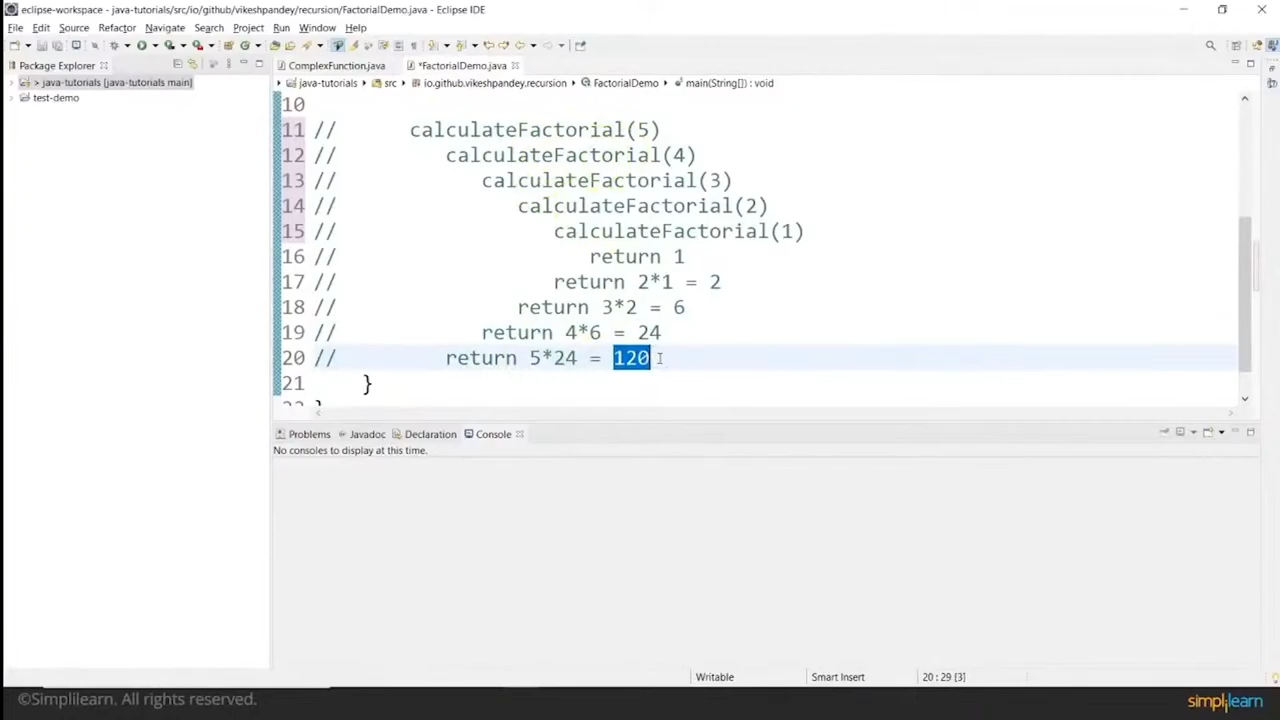 eclipse-workspace - java-tutorials/src/io/github/vikeshpandey/recursion/FactorialDemo.java - Eclipse IDE
File Edit Source Refactor Navigate Search Project Run Window Help
Package Explorer
ComplexFunction.java
*FactorialDemo.java
> java-tutorials [java-tutorials main]
test-demo
java-tutorials src io.github.vikeshpandey.recursion FactorialDemo main(String[]) : void
10
11 // calculateFactorial(5)
12 // calculateFactorial(4)
13 // calculateFactorial(3)
14 // calculateFactorial(2)
15 // calculateFactorial(1)
16 // return 1
17 // return 2*1 = 2
18 // return 3*2 = 6
19 // return 4*6 = 24
20 // return 5*24 = 120
21 }
Problems Javadoc Declaration Console
No consoles to display at this time.
Writable Smart Insert 20 : 29 [3]
©Simplilearn. All rights reserved.
simplilearn